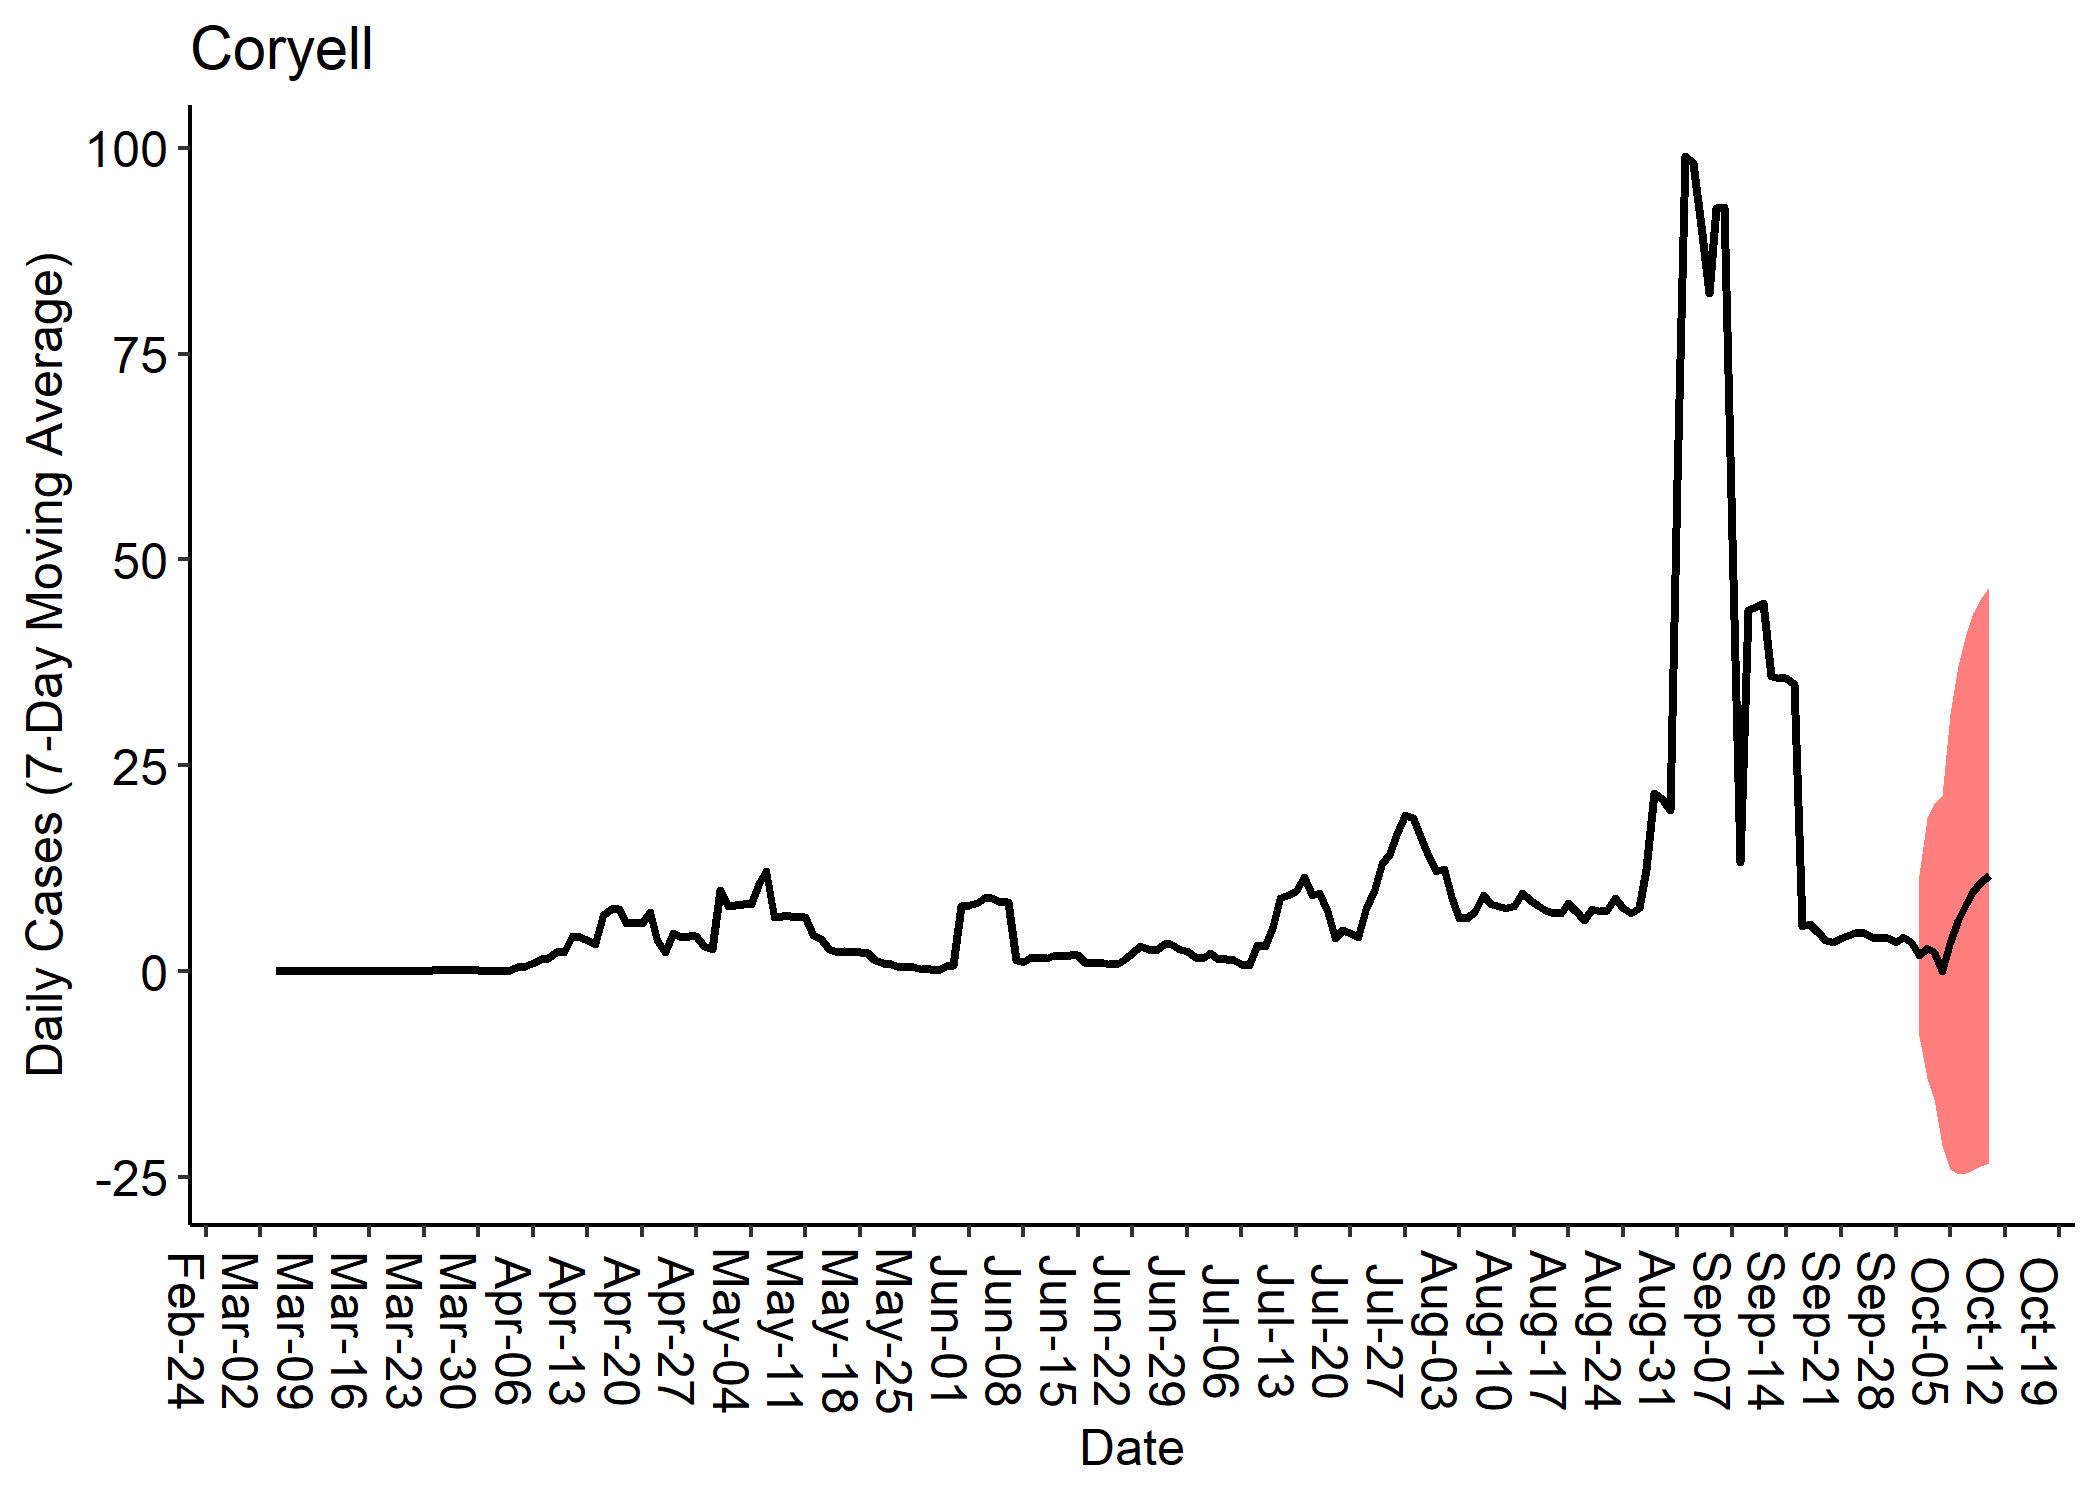 Coryell
Daily Cases (7-Day Moving Average)
100
75
50
25
0
-25
Feb-24
Mar-02
Mar-09
Mar-16
Mar-23
Mar-30
Apr-06
Apr-13
Apr-20
Apr-27
May-04
May-11
May-18
May-25
Jun-01
Jun-08
Jun-15
Jun-22
Jun-29
Jul-06
Jul-13
Jul-20
Jul-27
Aug-03
Aug-10
Aug-17
Aug-24
Aug-31
Sep-07
Sep-14
Sep-21
Sep-28
Oct-05
Oct-12
Oct-19
Date